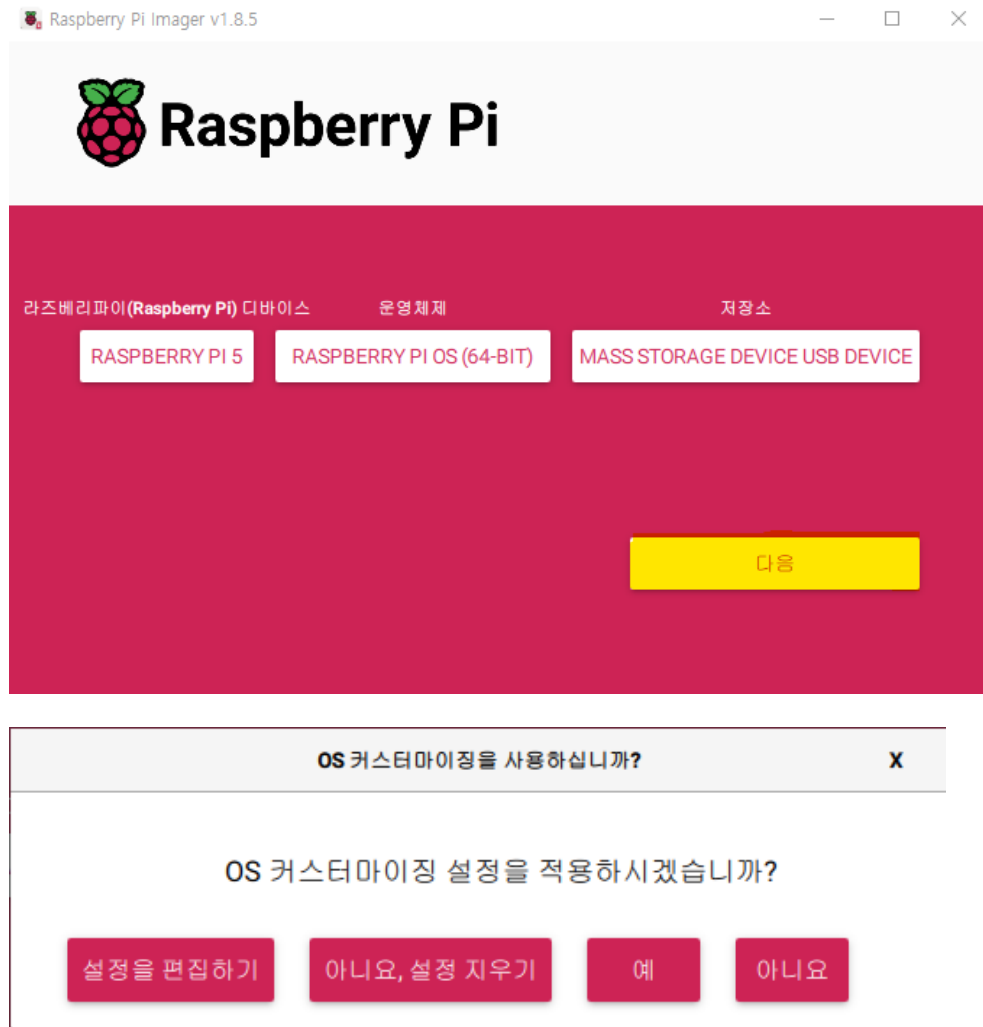 Raspberry Pi Imager v1.8.5
Raspberry Pi
라즈베리파이(Raspberry Pi) 디바이스 운영체제 저장소
RASPBERRY PI 5 RASPBERRY PI OS (64-BIT) MASS STORAGE DEVICE USB DEVICE
다음
OS 커스터마이징을 사용하십니까? X
OS 커스터마이징 설정을 적용하시겠습니까?
설정을 편집하기 아니요, 설정 지우기 예 아니요